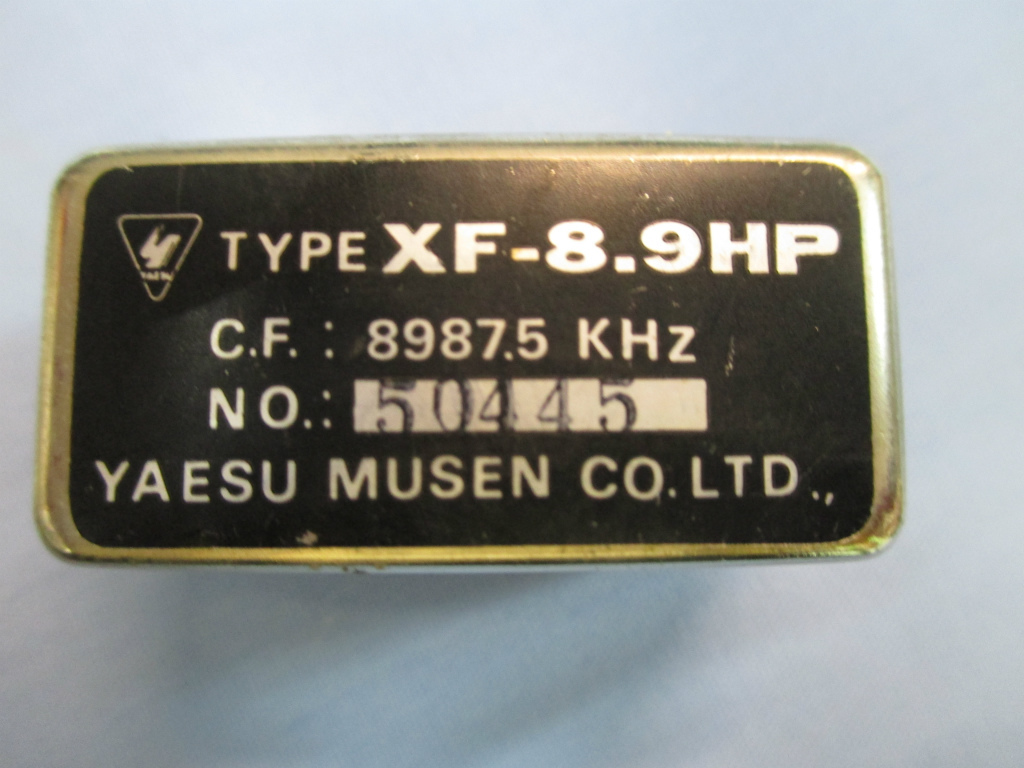 TYPE XF-8.9HP
C.F. : 8987.5 KHz
NO.: 50445
YAESU MUSEN CO. LTD.,